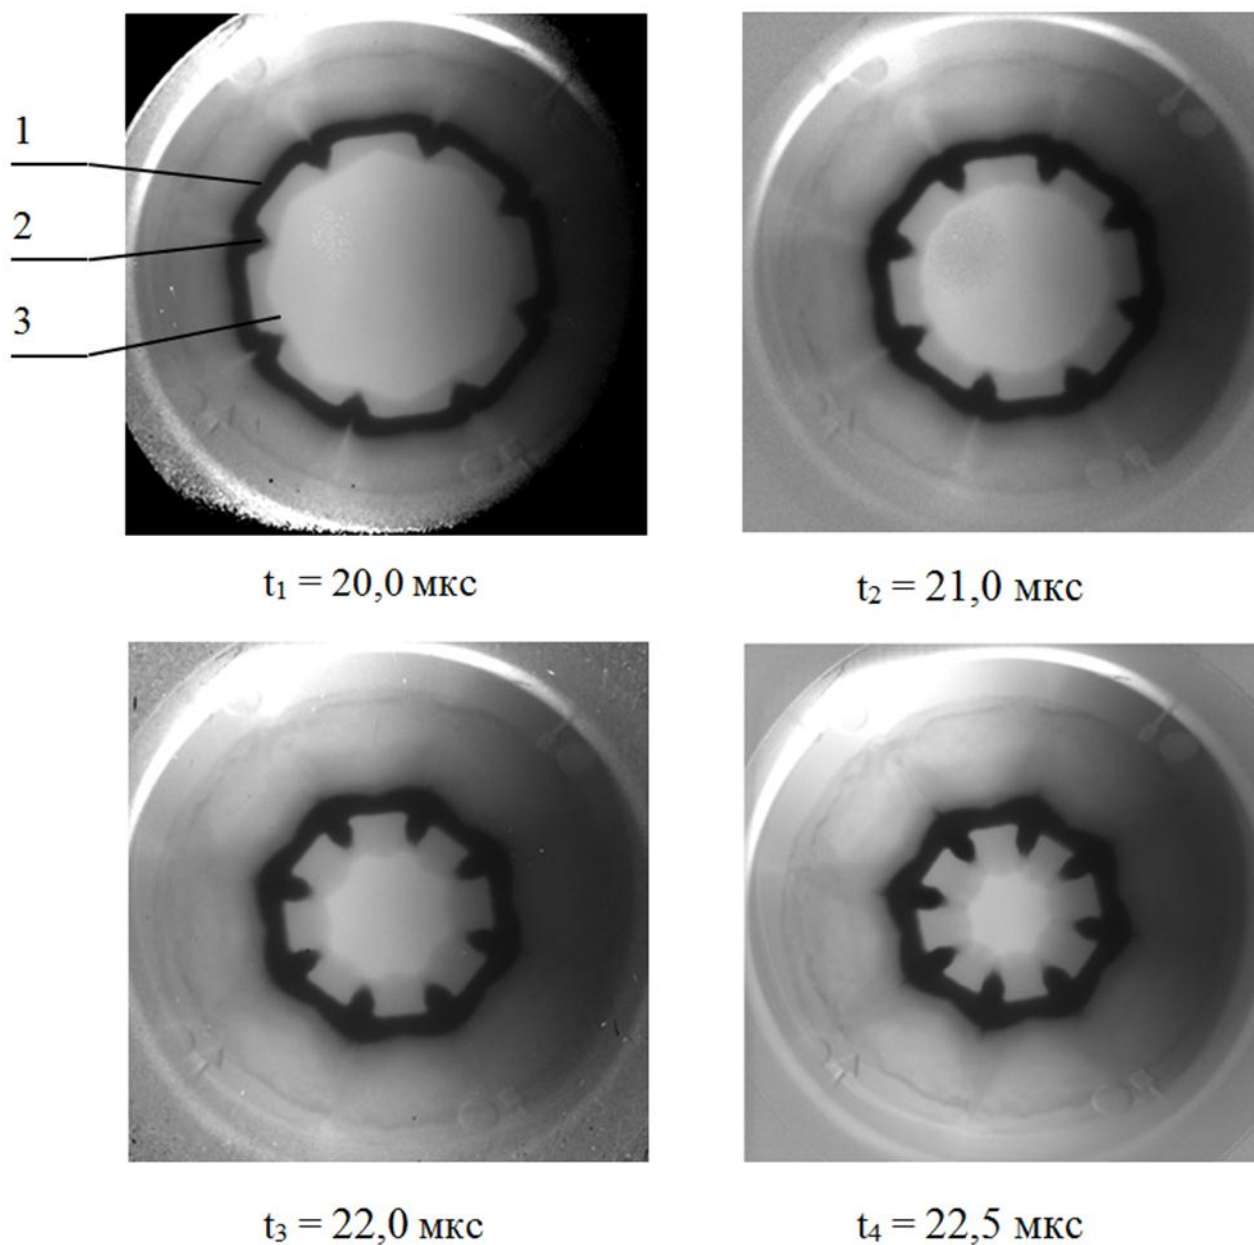 1
2
3
t₁ = 20,0 мкс
t₂ = 21,0 мкс
t₃ = 22,0 мкс
t₄ = 22,5 мкс